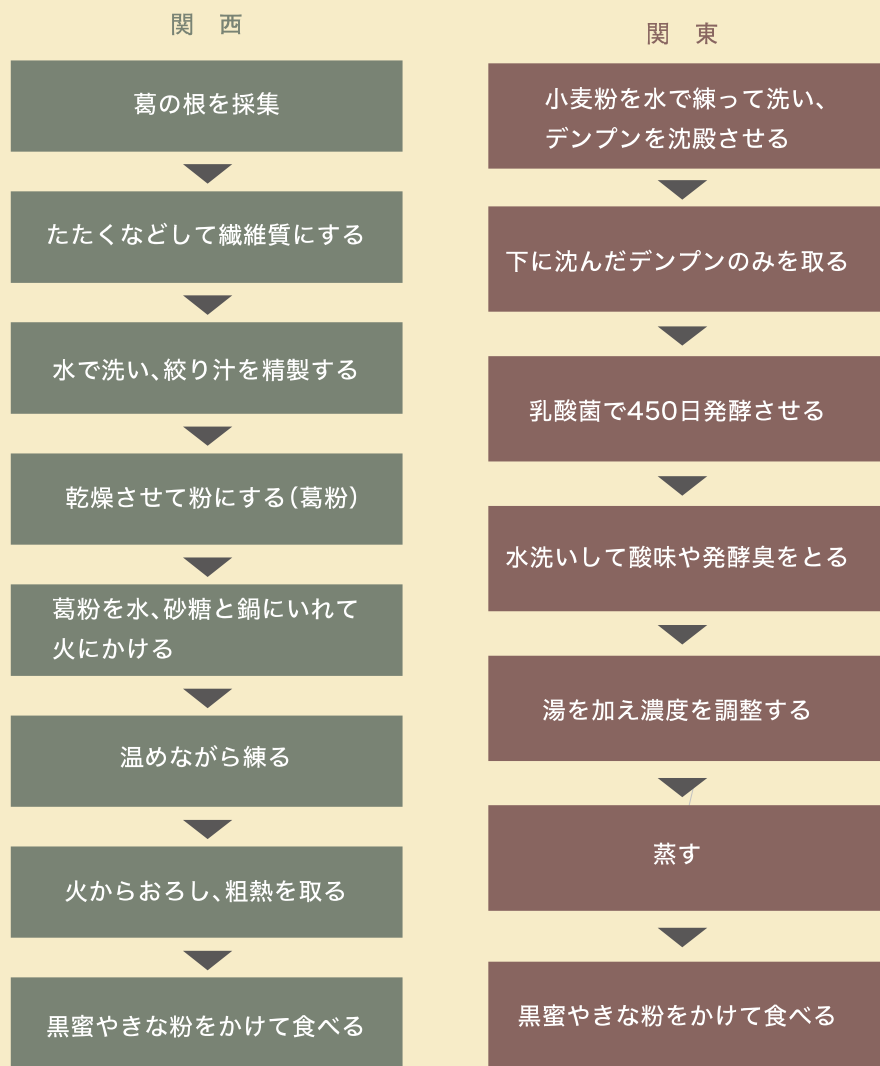 関 西
葛の根を採集
たたくなどして繊維質にする
水で洗い、絞り汁を精製する
乾燥させて粉にする(葛粉)
葛粉を水、砂糖と鍋にいれて
火にかける
温めながら練る
火からおろし、粗熱を取る
黒蜜やきな粉をかけて食べる
関 東
小麦粉を水で練って洗い、
デンプンを沈殿させる
下に沈んだデンプンのみを取る
乳酸菌で450日発酵させる
水洗いして酸味や発酵臭をとる
湯を加え濃度を調整する
蒸す
黒蜜やきな粉をかけて食べる